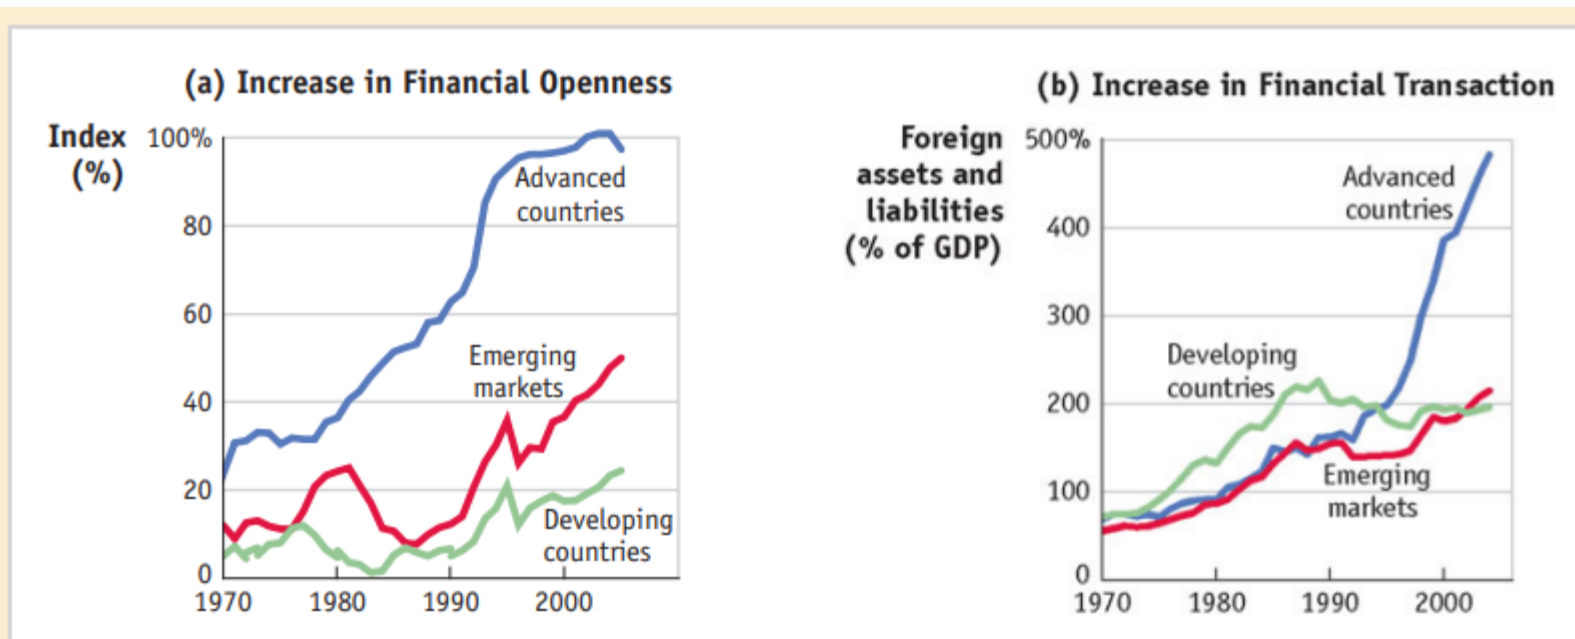 (a) Increase in Financial Openness
Index
(%)
100%
80
60
40
20
0
1970
1980
1990
2000
Advanced
countries
Emerging
markets
Developing
countries
(b) Increase in Financial Transaction
Foreign
assets and
liabilities
(% of GDP)
500%
400
300
200
100
0
1970
1980
1990
2000
Advanced
countries
Developing
countries
Emerging
markets